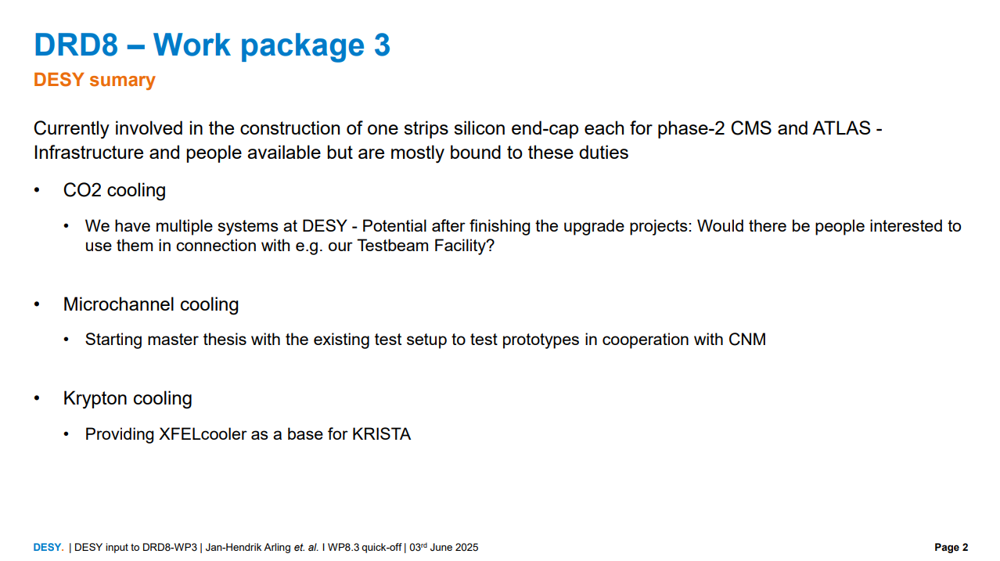 DRD8 – Work package 3
DESY sumary
Currently involved in the construction of one strips silicon end-cap each for phase-2 CMS and ATLAS -
Infrastructure and people available but are mostly bound to these duties
• CO2 cooling
• We have multiple systems at DESY - Potential after finishing the upgrade projects: Would there be people interested to
use them in connection with e.g. our Testbeam Facility?
• Microchannel cooling
• Starting master thesis with the existing test setup to test prototypes in cooperation with CNM
• Krypton cooling
• Providing XFELcooler as a base for KRISTA
DESY. | DESY input to DRD8-WP3 | Jan-Hendrik Arling et. al. I WP8.3 quick-off | 03rd June 2025 Page 2